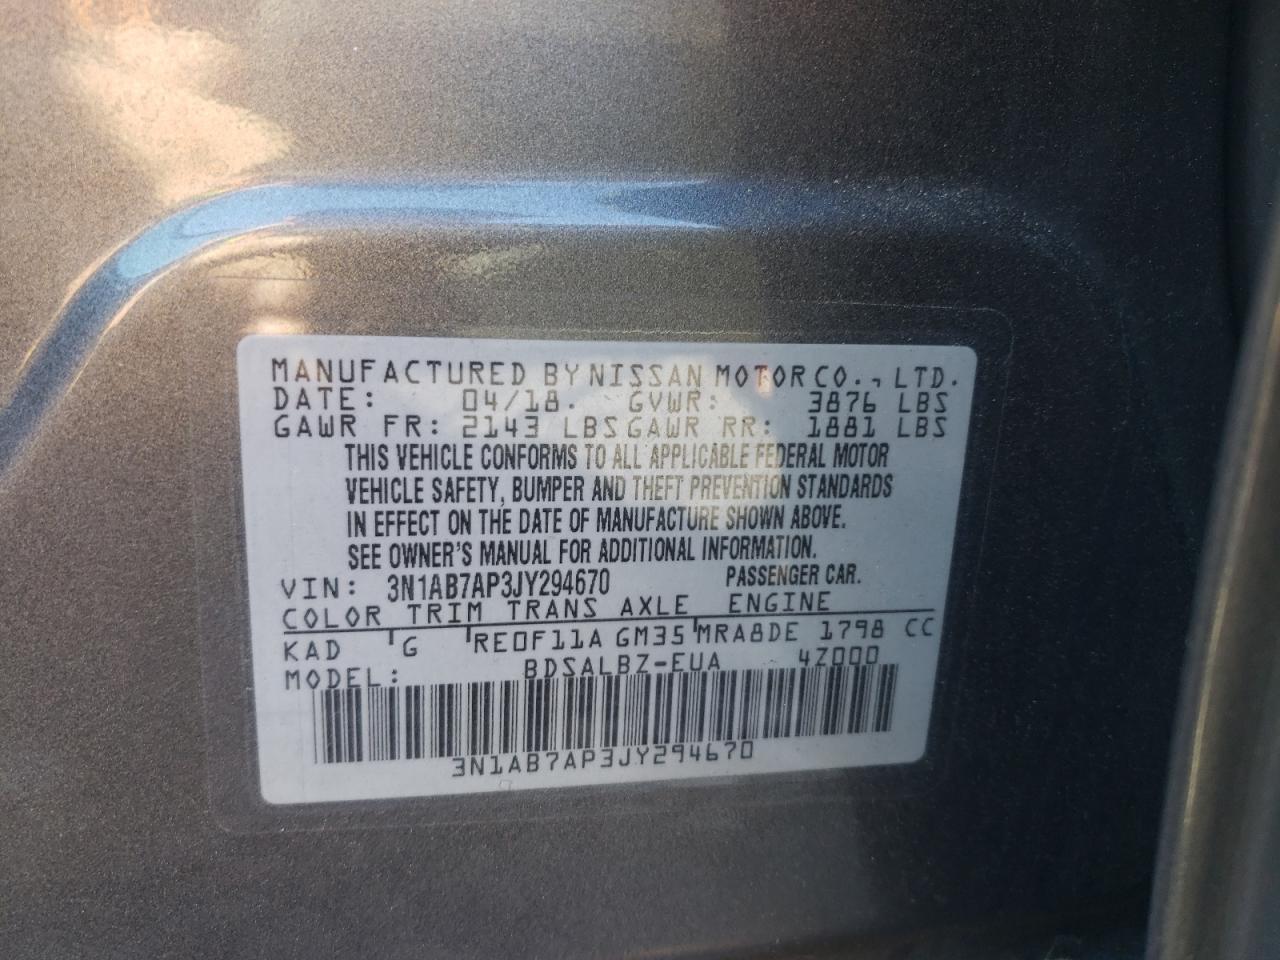 MANUFACTURED BY NISSAN MOTOR CO., LTD.
DATE: 04/18. GVWR: 3876 LBS
GAWR FR: 2143 LBS GAWR RR: 1881 LBS
THIS VEHICLE CONFORMS TO ALL APPLICABLE FEDERAL MOTOR
VEHICLE SAFETY, BUMPER AND THEFT PREVENTION STANDARDS
IN EFFECT ON THE DATE OF MANUFACTURE SHOWN ABOVE.
SEE OWNER'S MANUAL FOR ADDITIONAL INFORMATION.
VIN: 3N1AB7AP3JY294670 PASSENGER CAR.
COLOR TRIM TRANS AXLE ENGINE
KAD G RE0F11A GM35 MRA8DE 1798 CC
MODEL: BDSALBZ-EUA 4Z000
3N1AB7AP3JY294670